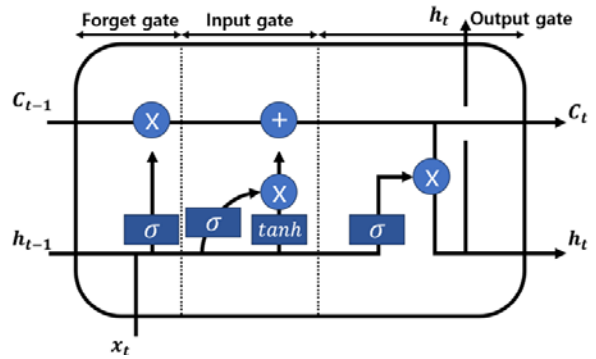 Forget gate Input gate h_t Output gate
C_{t-1} X + C_t
X X
σ σ tanh σ
h_{t-1} h_t
x_t